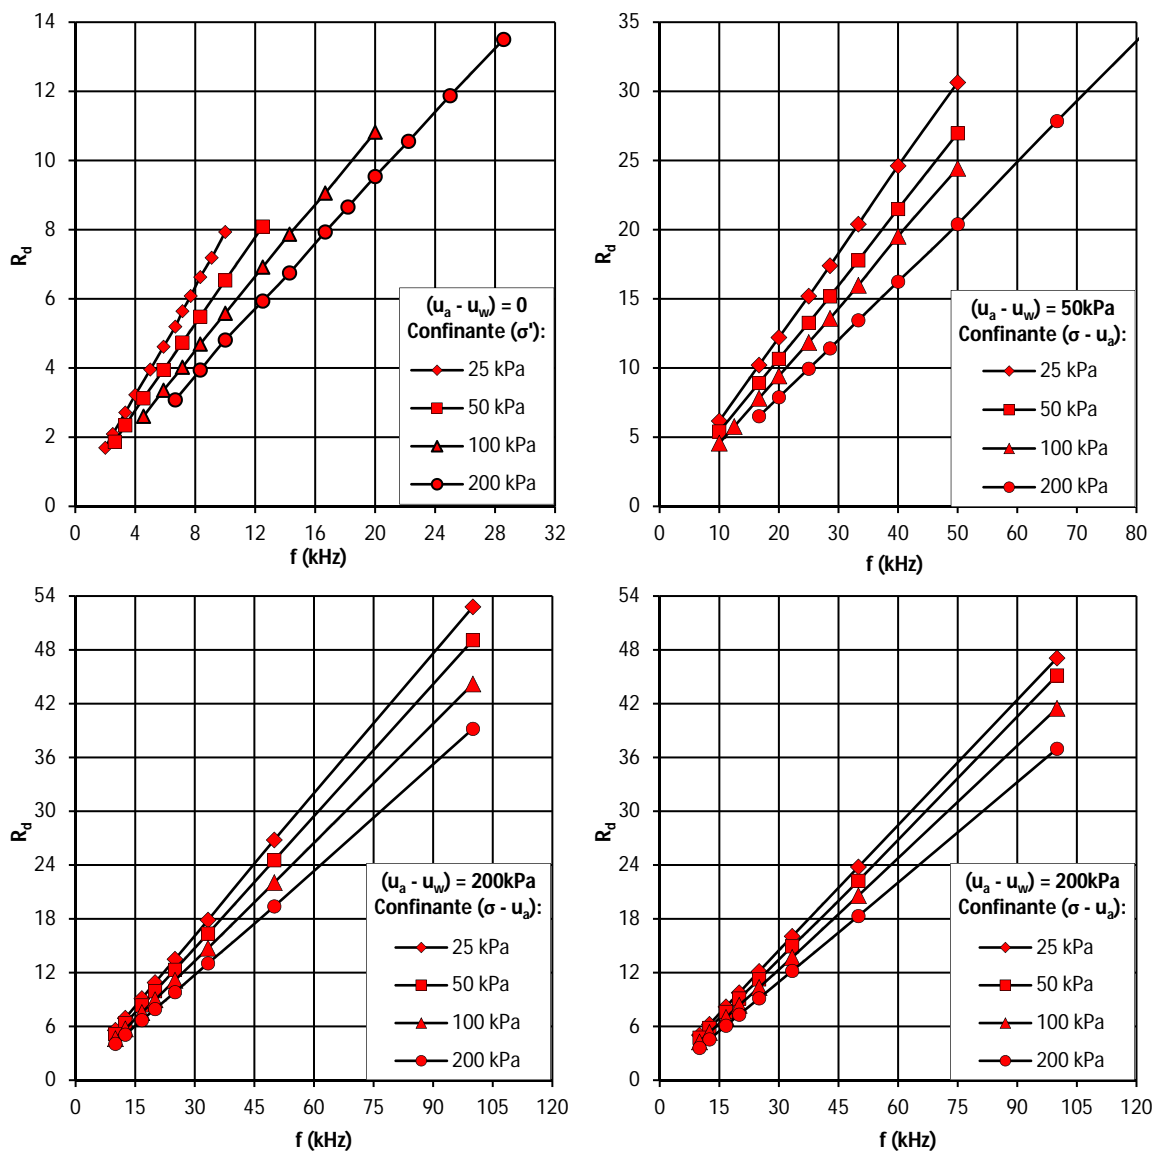 14
12
10
8
6
4
2
0
R_d
0 4 8 12 16 20 24 28 32
f (kHz)
(u_a - u_w) = 0
Confinante (σ'):
25 kPa
50 kPa
100 kPa
200 kPa
35
30
25
20
15
10
5
0
R_d
0 10 20 30 40 50 60 70 80
f (kHz)
(u_a - u_w) = 50kPa
Confinante (σ - u_a):
25 kPa
50 kPa
100 kPa
200 kPa
54
48
42
36
30
24
18
12
6
0
R_d
0 15 30 45 60 75 90 105 120
f (kHz)
(u_a - u_w) = 200kPa
Confinante (σ - u_a):
25 kPa
50 kPa
100 kPa
200 kPa
54
48
42
36
30
24
18
12
6
0
R_d
0 15 30 45 60 75 90 105 120
f (kHz)
(u_a - u_w) = 200kPa
Confinante (σ - u_a):
25 kPa
50 kPa
100 kPa
200 kPa